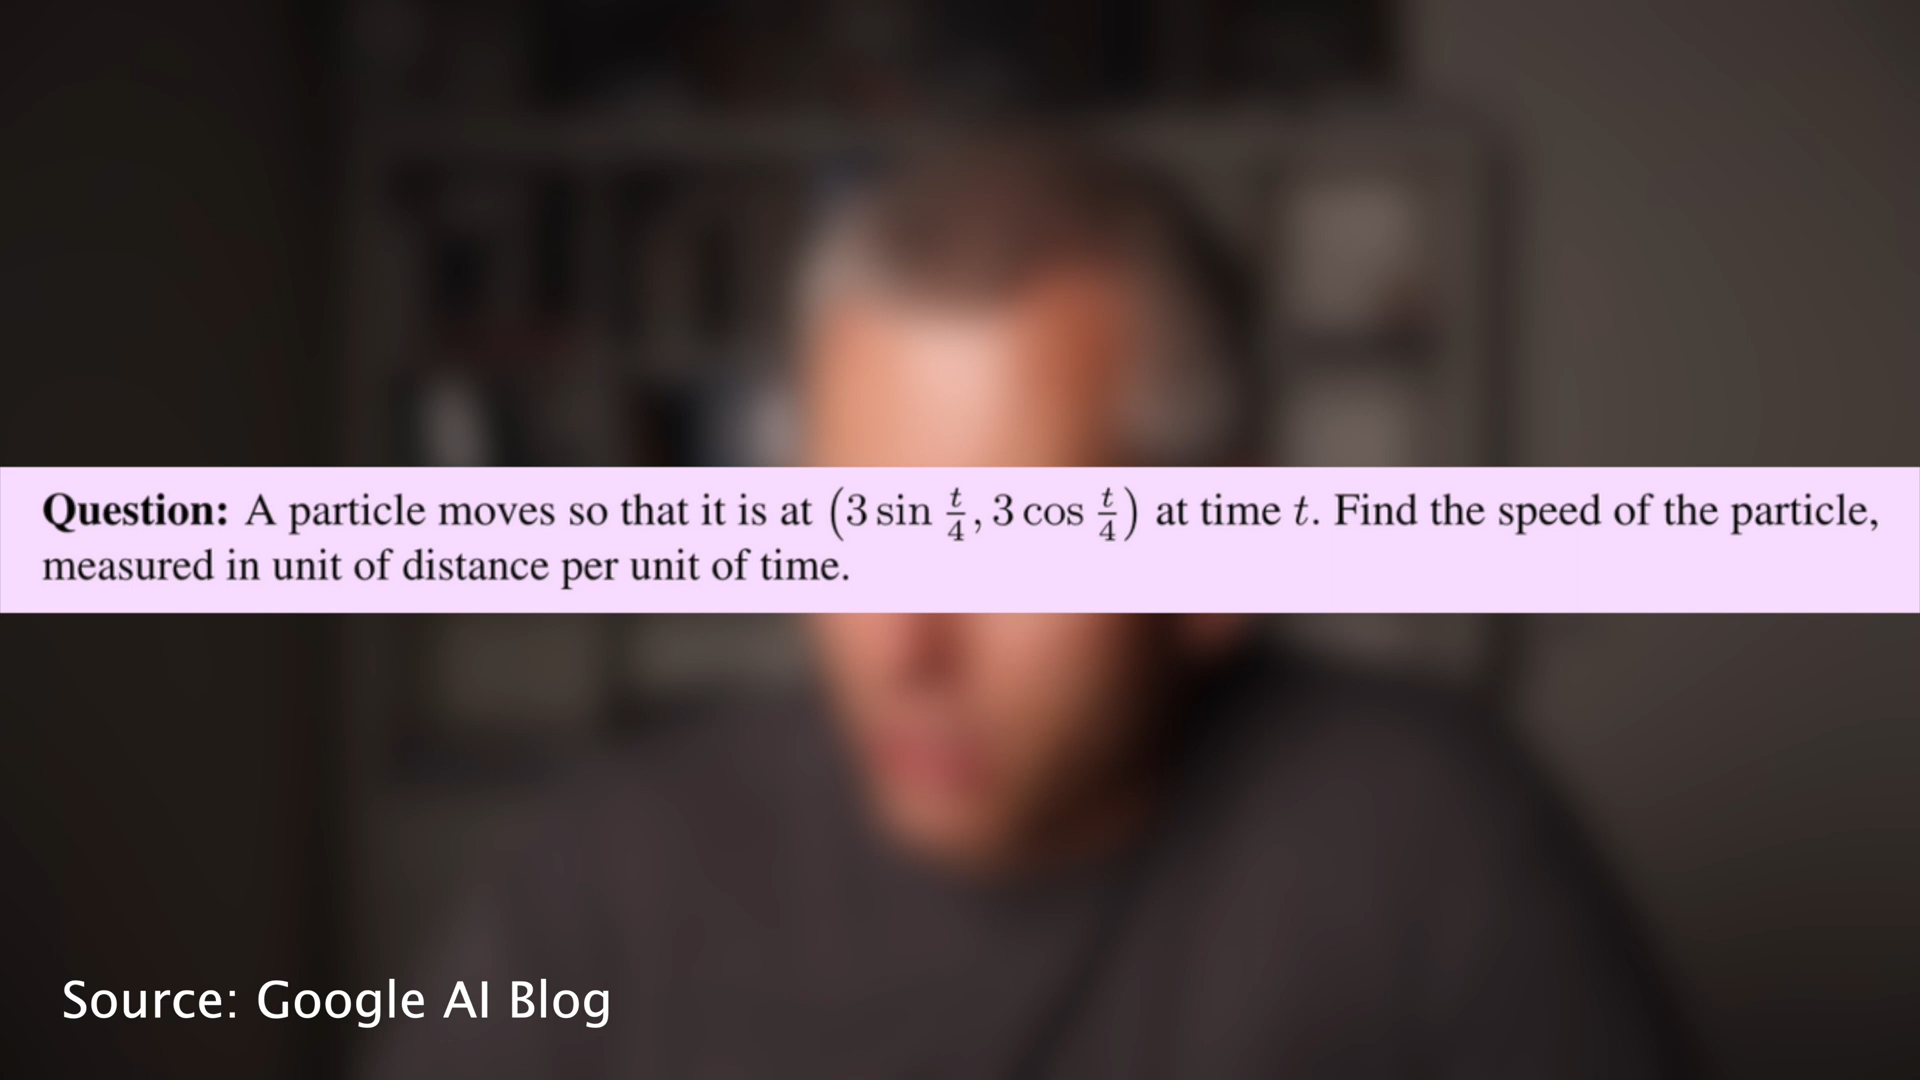 Question: A particle moves so that it is at (3 sin t/4, 3 cos t/4) at time t. Find the speed of the particle,
measured in unit of distance per unit of time.
Source: Google AI Blog